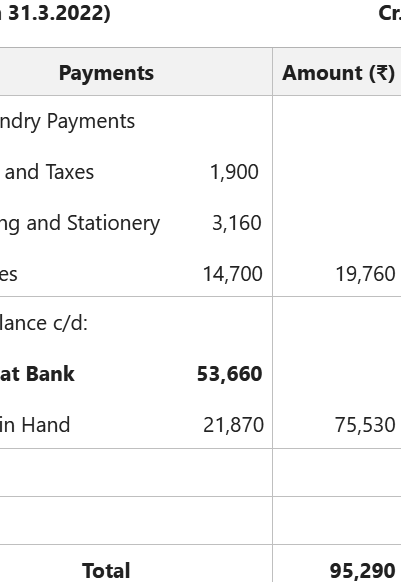 31.3.2022) Cr.
Payments Amount (₹)
ndry Payments
and Taxes 1,900
ng and Stationery 3,160
es 14,700 19,760
lance c/d:
at Bank 53,660
in Hand 21,870 75,530
Total 95,290